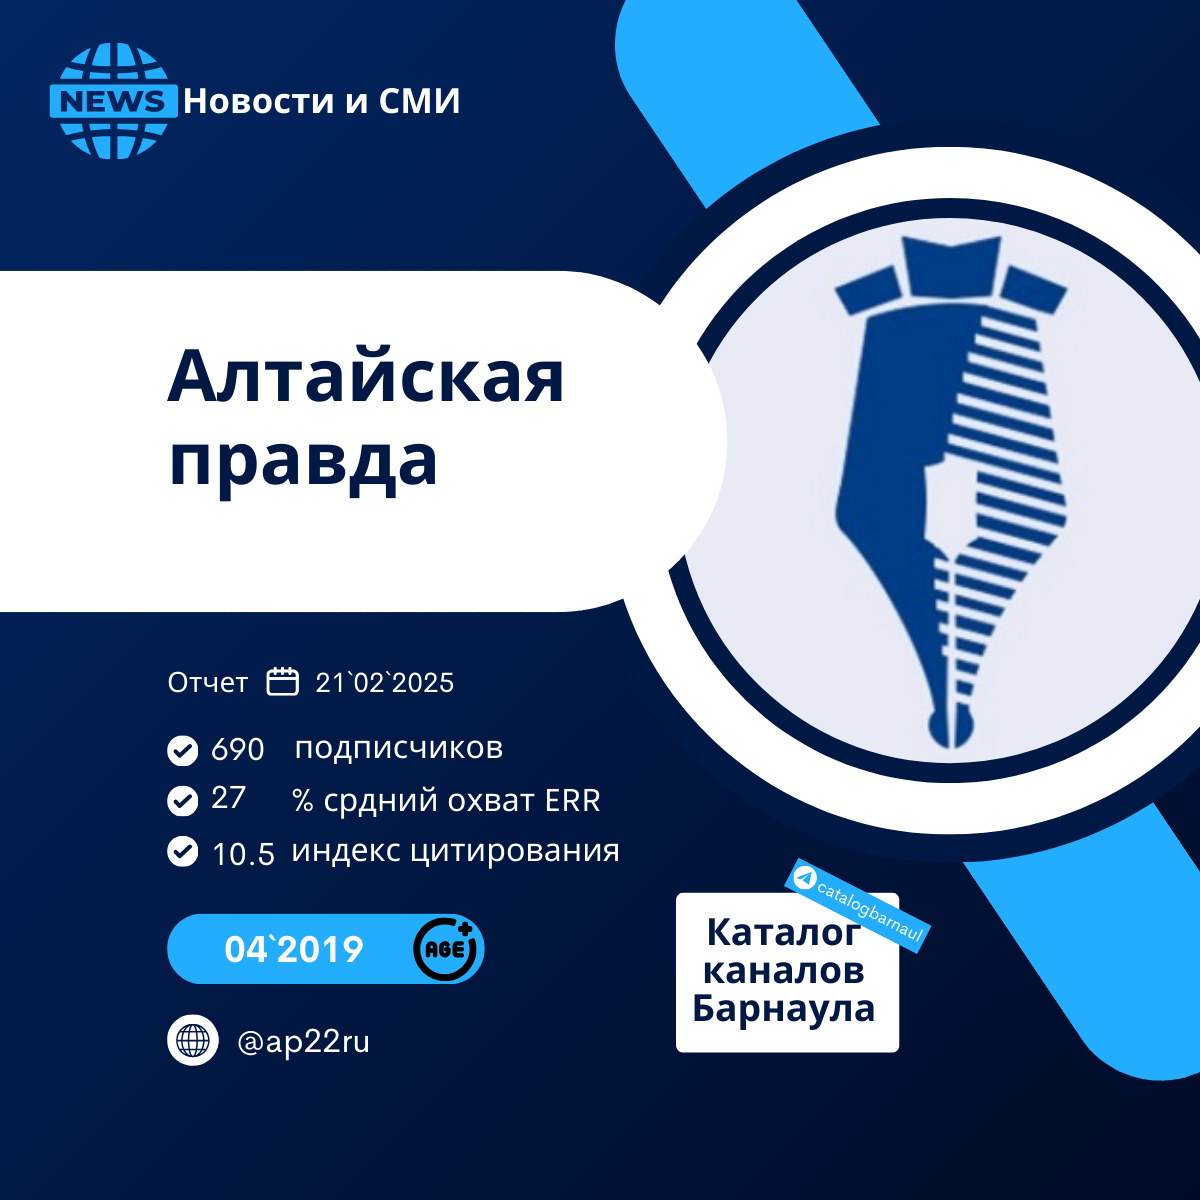 NEWS Новости и СМИ
Алтайская
правда
Отчет 21`02`2025
690 подписчиков
27 % срдний охват ERR
10.5 индекс цитирования
04`2019 AGE+
@ap22ru
catalogbarnaul
Каталог
каналов
Барнаула